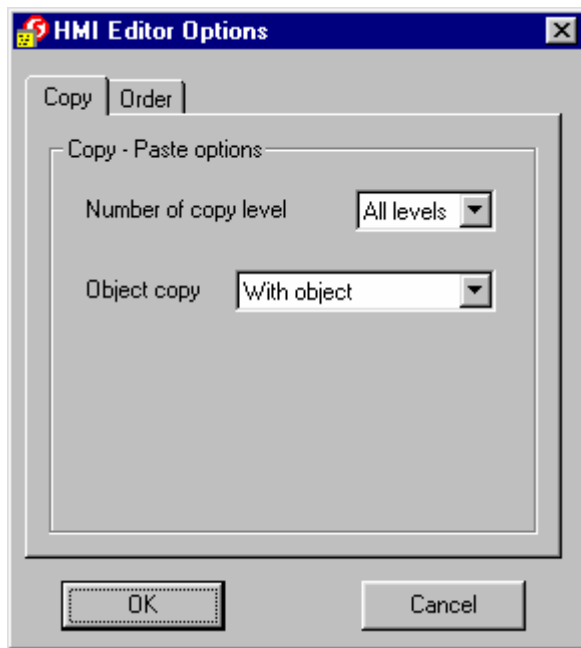 HMI Editor Options
Copy Order
Copy - Paste options
Number of copy level All levels
Object copy With object
OK Cancel